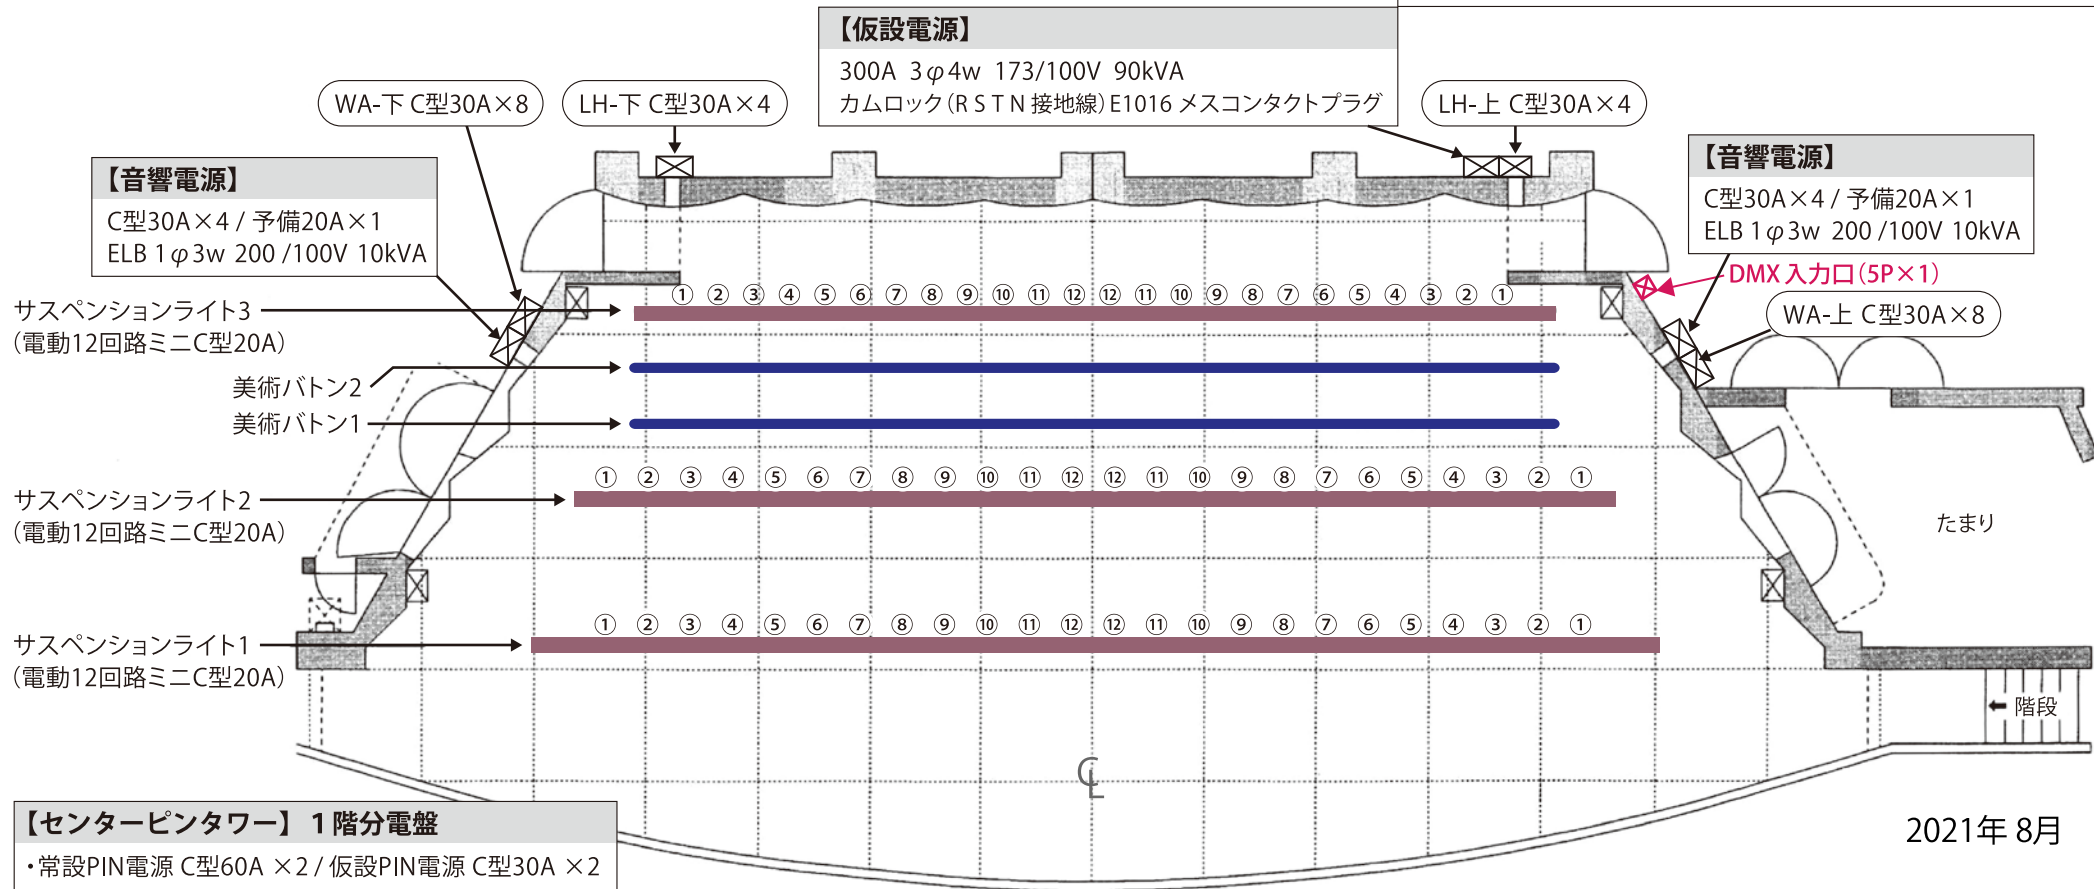 【仮設電源】
300A 3φ4w 173/100V 90kVA
カムロック(R S T N 接地線) E1016 メスコンタクトプラグ
WA-下 C型30A×8
LH-下 C型30A×4
LH-上 C型30A×4
【音響電源】
C型30A×4 / 予備20A×1
ELB 1φ3w 200 /100V 10kVA
【音響電源】
C型30A×4 / 予備20A×1
ELB 1φ3w 200 /100V 10kVA
DMX 入力口(5P×1)
WA-上 C型30A×8
サスペンションライト3
(電動12回路ミニC型20A)
① ② ③ ④ ⑤ ⑥ ⑦ ⑧ ⑨ ⑩ ⑪ ⑫ ⑫ ⑪ ⑩ ⑨ ⑧ ⑦ ⑥ ⑤ ④ ③ ② ①
美術バトン2
美術バトン1
サスペンションライト2
(電動12回路ミニC型20A)
① ② ③ ④ ⑤ ⑥ ⑦ ⑧ ⑨ ⑩ ⑪ ⑫ ⑫ ⑪ ⑩ ⑨ ⑧ ⑦ ⑥ ⑤ ④ ③ ② ①
たまり
サスペンションライト1
(電動12回路ミニC型20A)
① ② ③ ④ ⑤ ⑥ ⑦ ⑧ ⑨ ⑩ ⑪ ⑫ ⑫ ⑪ ⑩ ⑨ ⑧ ⑦ ⑥ ⑤ ④ ③ ② ①
← 階段
℄
【センターピンタワー】 1階分電盤
・常設PIN電源 C型60A ×2 / 仮設PIN電源 C型30A ×2
2021年 8月